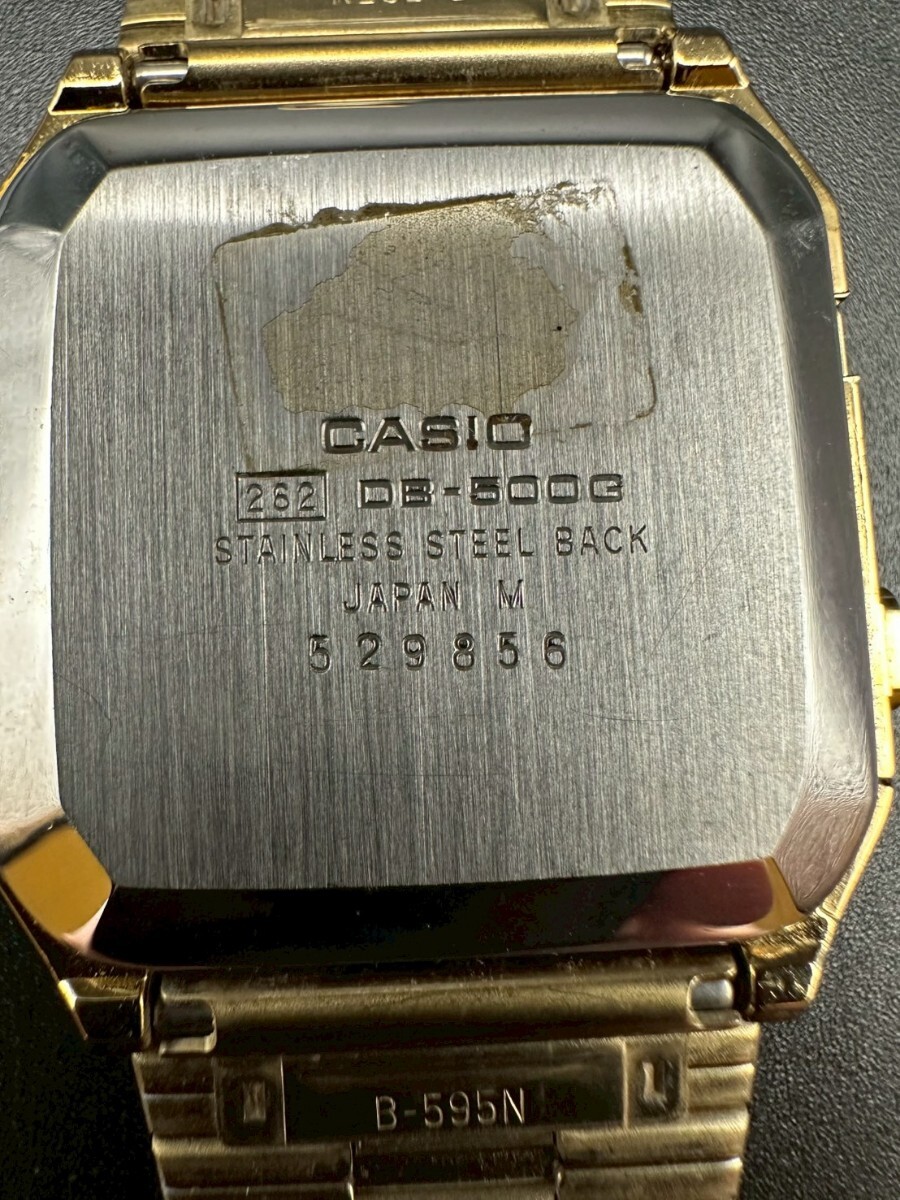 CASIO
262 DB-500G
STAINLESS STEEL BACK
JAPAN M
529856
B-595N